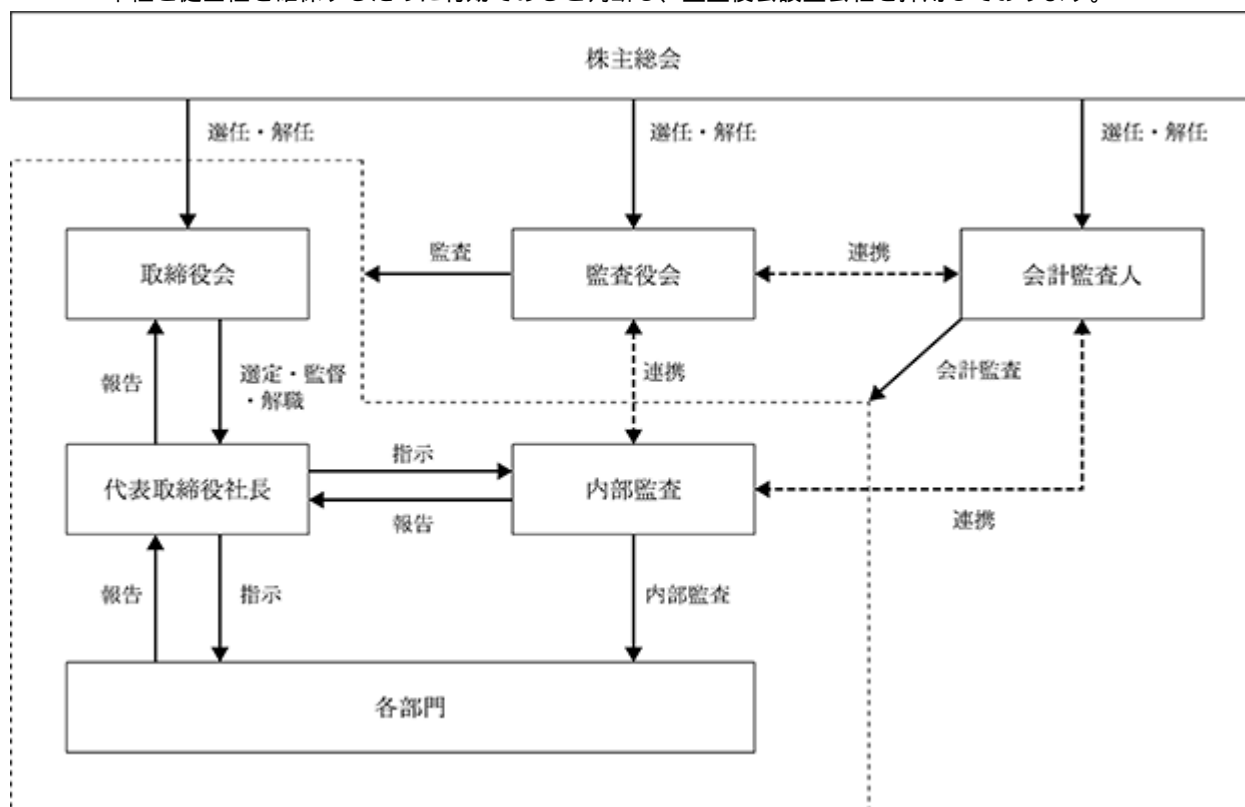 株主総会
選任・解任
選任・解任
選任・解任
取締役会
監査
監査役会
連携
会計監査人
報告
選定・監督
・解職
連携
会計監査
代表取締役社長
指示
報告
内部監査
連携
報告
指示
内部監査
各部門